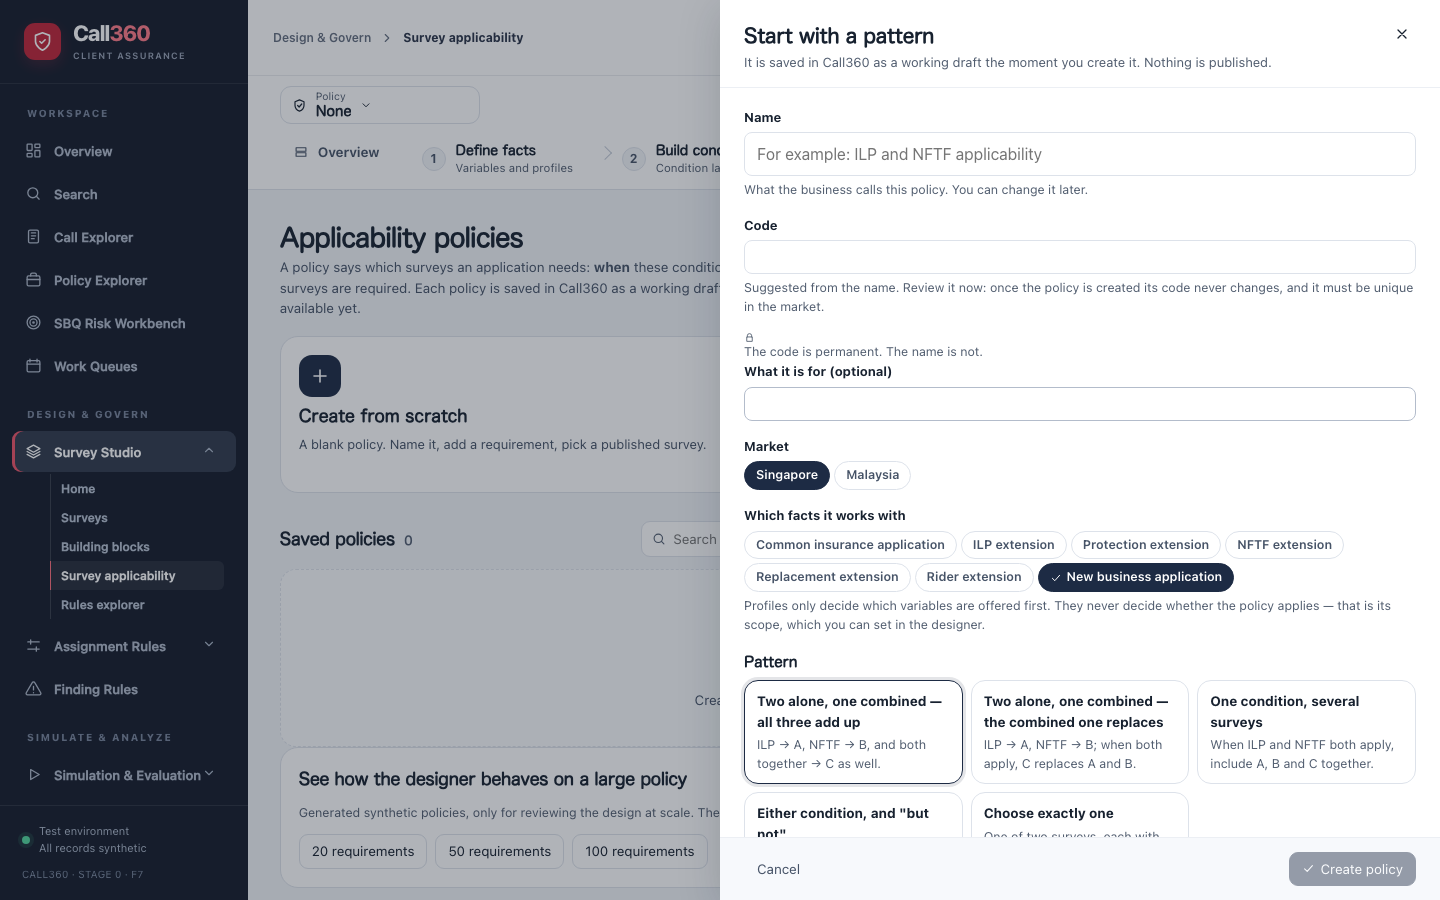 Call360
CLIENT ASSURANCE
WORKSPACE
Overview
Search
Call Explorer
Policy Explorer
SBQ Risk Workbench
Work Queues
DESIGN & GOVERN
Survey Studio
Home
Surveys
Building blocks
Survey applicability
Rules explorer
Assignment Rules
Finding Rules
SIMULATE & ANALYZE
Simulation & Evaluation
Test environment
All records synthetic
CALL360 · STAGE 0 · F7
Design & Govern > Survey applicability
Policy
None
Overview
1 Define facts
Variables and profiles
2 Build
Applicability policies
A policy says which surveys an application needs: when these
surveys are required. Each policy is saved in Call360 as a working
available yet.
Create from scratch
A blank policy. Name it, add a requirement, pick a published survey.
Saved policies 0
Search
See how the designer behaves on a large policy
Generated synthetic policies, only for reviewing the design at scale. The
20 requirements
50 requirements
100 requirements
Start with a pattern
It is saved in Call360 as a working draft the moment you create it. Nothing is published.
Name
For example: ILP and NFTF applicability
What the business calls this policy. You can change it later.
Code
Suggested from the name. Review it now: once the policy is created its code never changes, and it must be unique
in the market.
The code is permanent. The name is not.
What it is for (optional)
Market
Singapore
Malaysia
Which facts it works with
Common insurance application
ILP extension
Protection extension
NFTF extension
Replacement extension
Rider extension
New business application
Profiles only decide which variables are offered first. They never decide whether the policy applies — that is its
scope, which you can set in the designer.
Pattern
Two alone, one combined —
all three add up
ILP → A, NFTF → B, and both
together → C as well.
Two alone, one combined —
the combined one replaces
ILP → A, NFTF → B; when both
apply, C replaces A and B.
One condition, several
surveys
When ILP and NFTF both apply,
include A, B and C together.
Either condition, and "but
not"
Choose exactly one
One of two surveys, each with
Cancel
Create policy